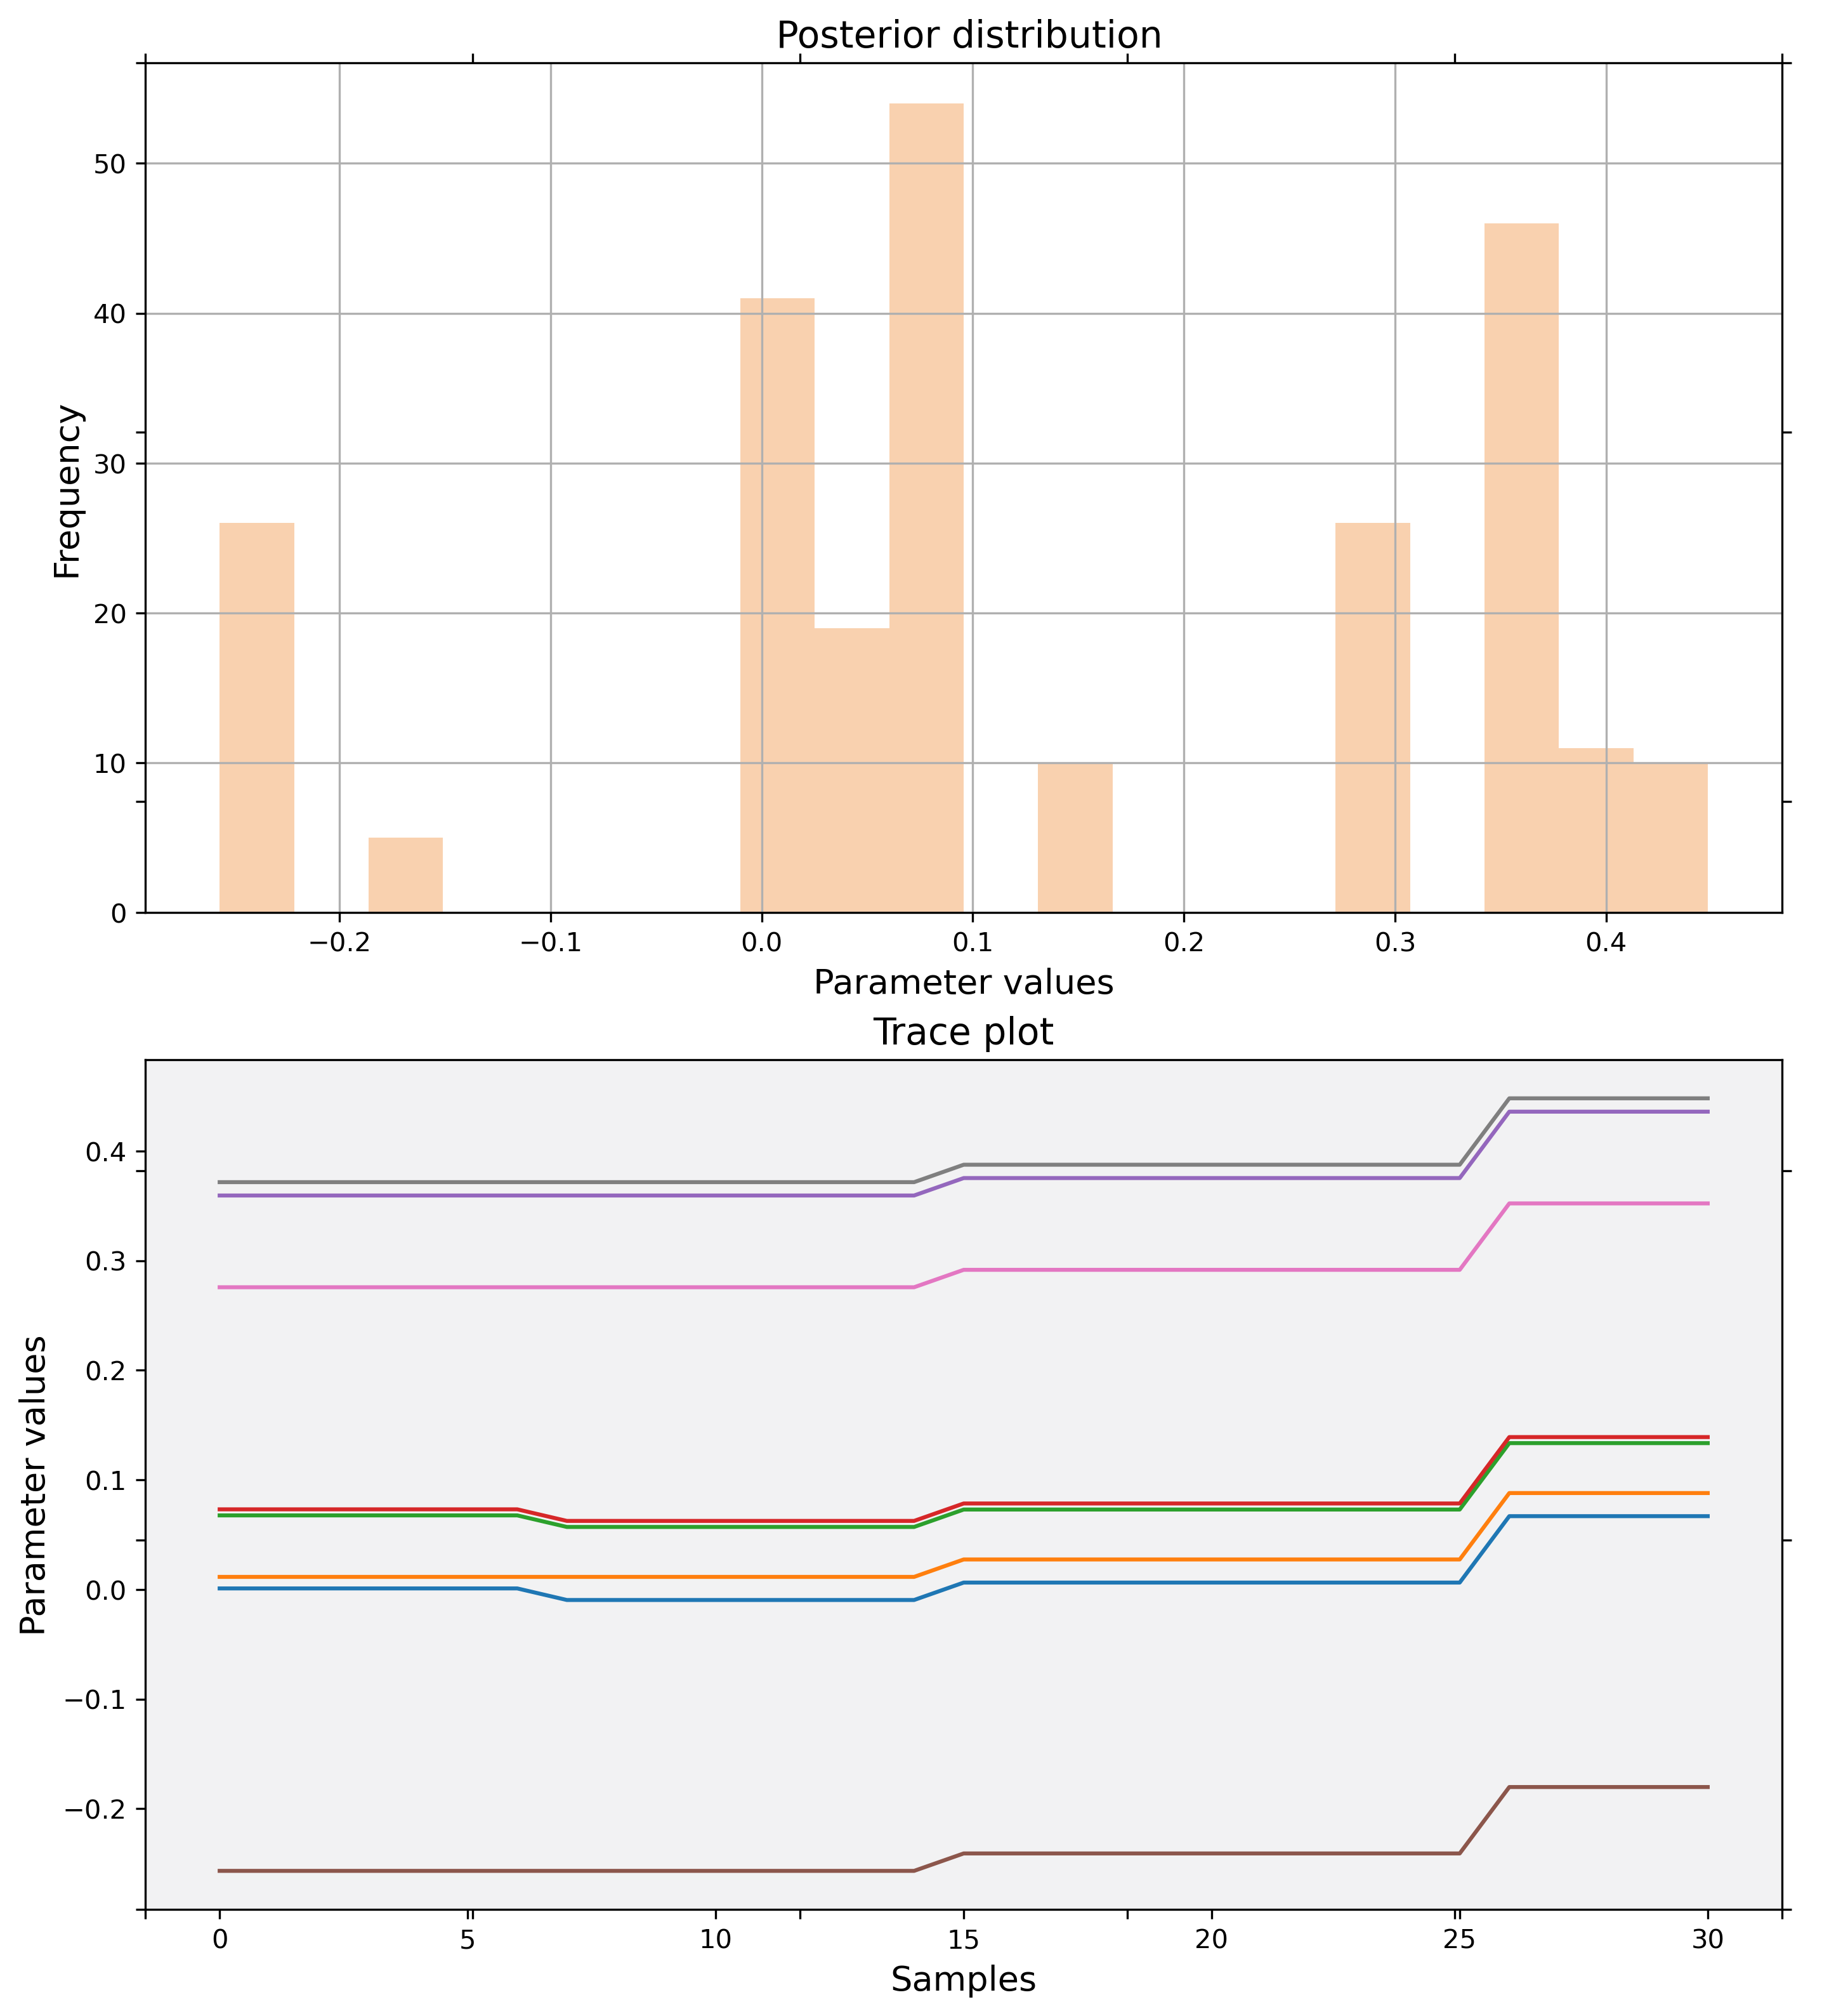 Posterior distribution
Frequency
50
40
30
20
10
0
−0.2 −0.1 0.0 0.1 0.2 0.3 0.4
Parameter values
Trace plot
Parameter values
0.4
0.3
0.2
0.1
0.0
−0.1
−0.2
0 5 10 15 20 25 30
Samples